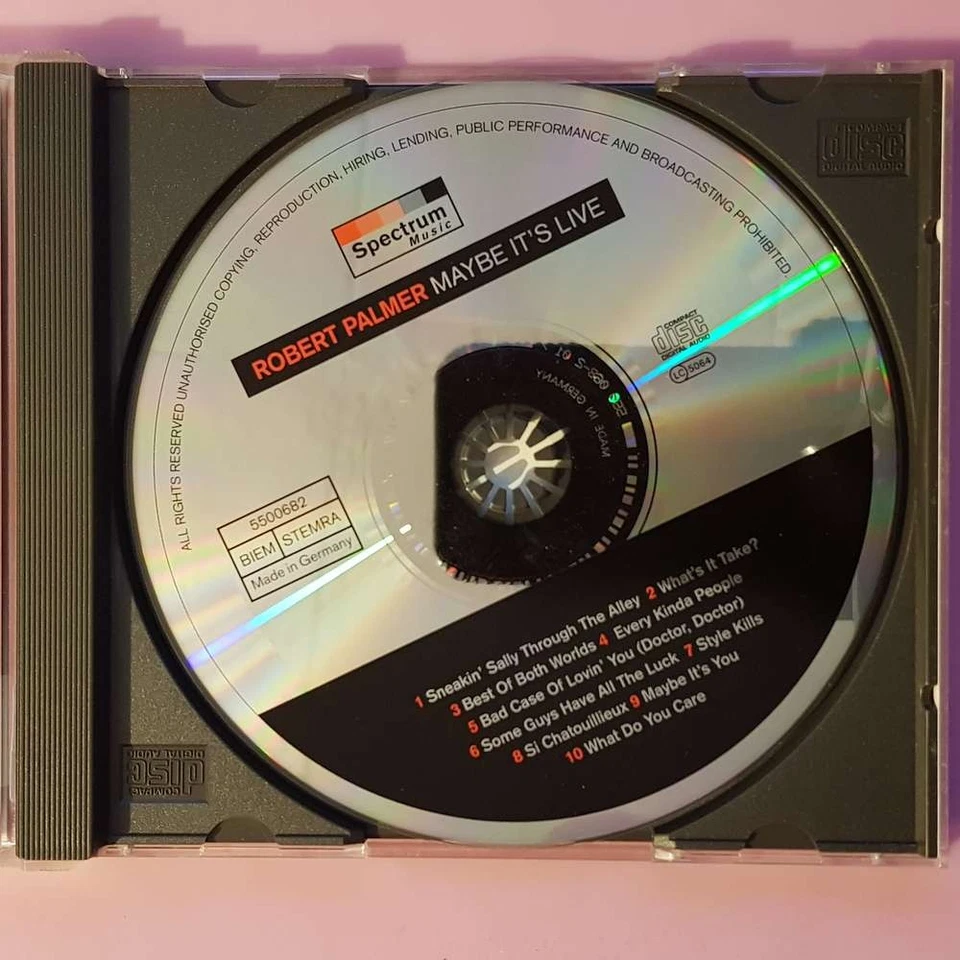 ALL RIGHTS RESERVED UNAUTHORISED COPYING, REPRODUCTION, HIRING, LENDING, PUBLIC PERFORMANCE AND BROADCASTING PROHIBITED.
COMPACT
DISC
DIGITAL AUDIO
Spectrum
Music
ROBERT PALMER MAYBE IT'S LIVE
COMPACT
DISC
DIGITAL AUDIO
LC 5064
MADE IN GERMANY
5500682
BIEM STEMRA
Made in Germany
1 Sneakin' Sally Through The Alley 2 What's It Take?
3 Best Of Both Worlds 4 Every Kinda People
5 Bad Case Of Lovin' You (Doctor, Doctor)
6 Some Guys Have All The Luck 7 Style Kills
8 Si Chatouillieux 9 Maybe It's You
10 What Do You Care
COMPACT
DISC
DIGITAL AUDIO